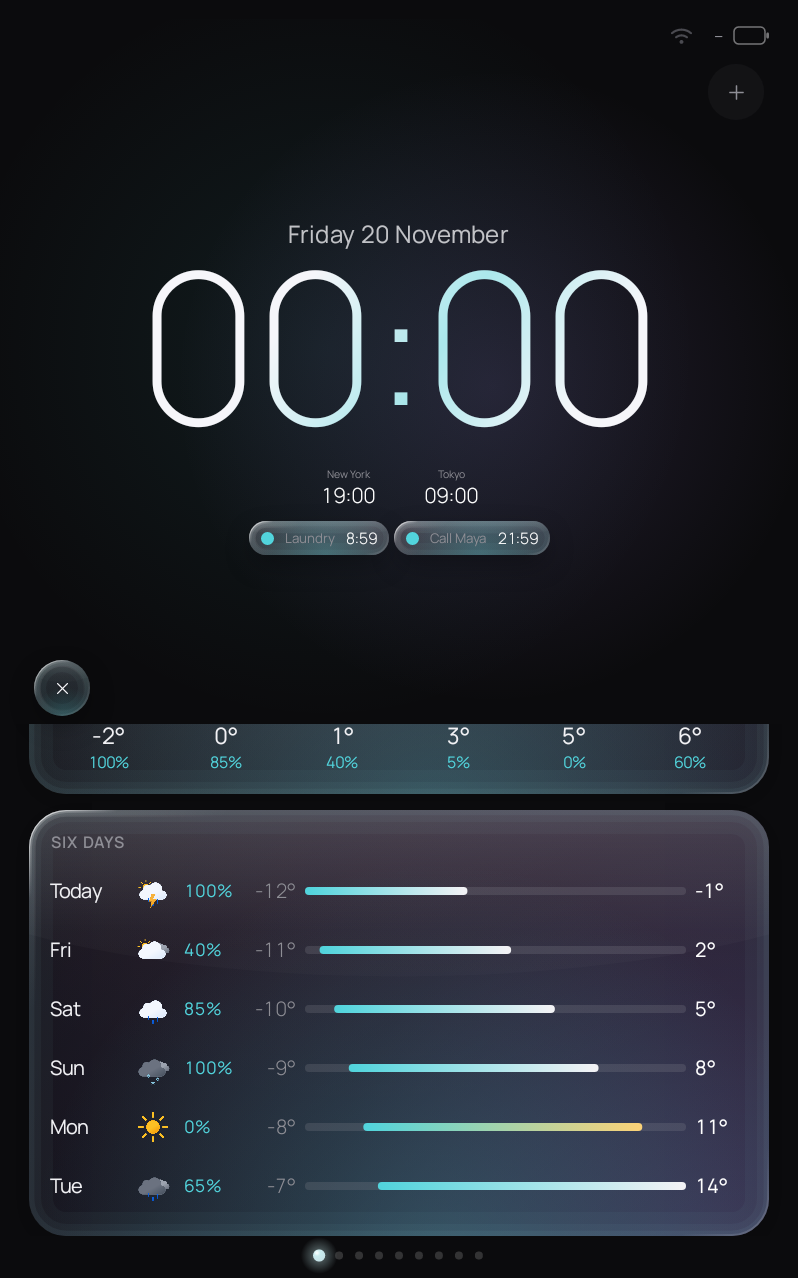 –
+
Friday 20 November
00:00
New York Tokyo
19:00 09:00
Laundry 8:59 Call Maya 21:59
-2° 0° 1° 3° 5° 6°
100% 85% 40% 5% 0% 60%
SIX DAYS
Today 100% -12° -1°
Fri 40% -11° 2°
Sat 85% -10° 5°
Sun 100% -9° 8°
Mon 0% -8° 11°
Tue 65% -7° 14°